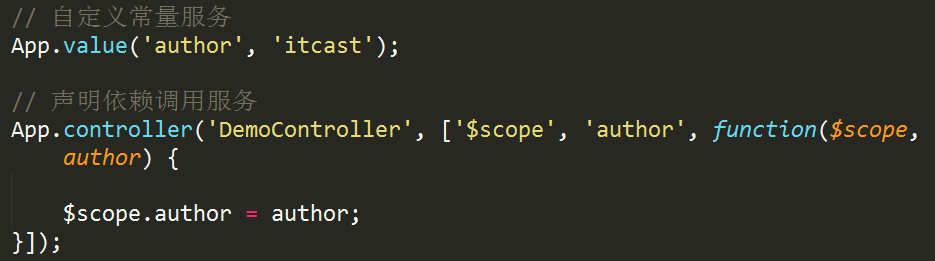 // 自定义常量服务
App.value('author', 'itcast');
// 声明依赖调用服务
App.controller('DemoController', ['$scope', 'author', function($scope,
author) {
$scope.author = author;
}]);